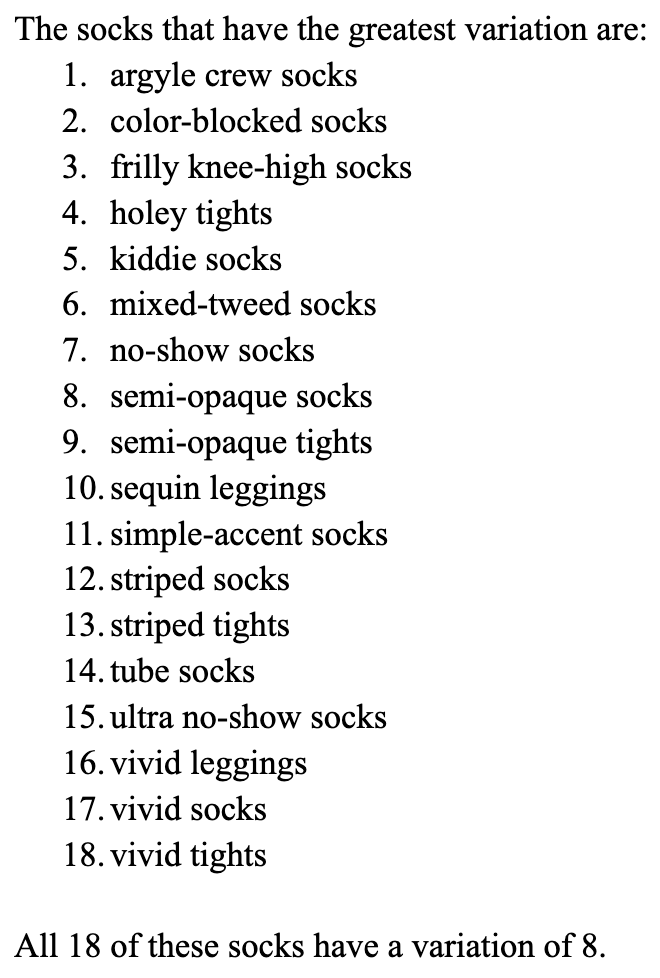 The socks that have the greatest variation are:
1. argyle crew socks
2. color-blocked socks
3. frilly knee-high socks
4. holey tights
5. kiddie socks
6. mixed-tweed socks
7. no-show socks
8. semi-opaque socks
9. semi-opaque tights
10. sequin leggings
11. simple-accent socks
12. striped socks
13. striped tights
14. tube socks
15. ultra no-show socks
16. vivid leggings
17. vivid socks
18. vivid tights
All 18 of these socks have a variation of 8.